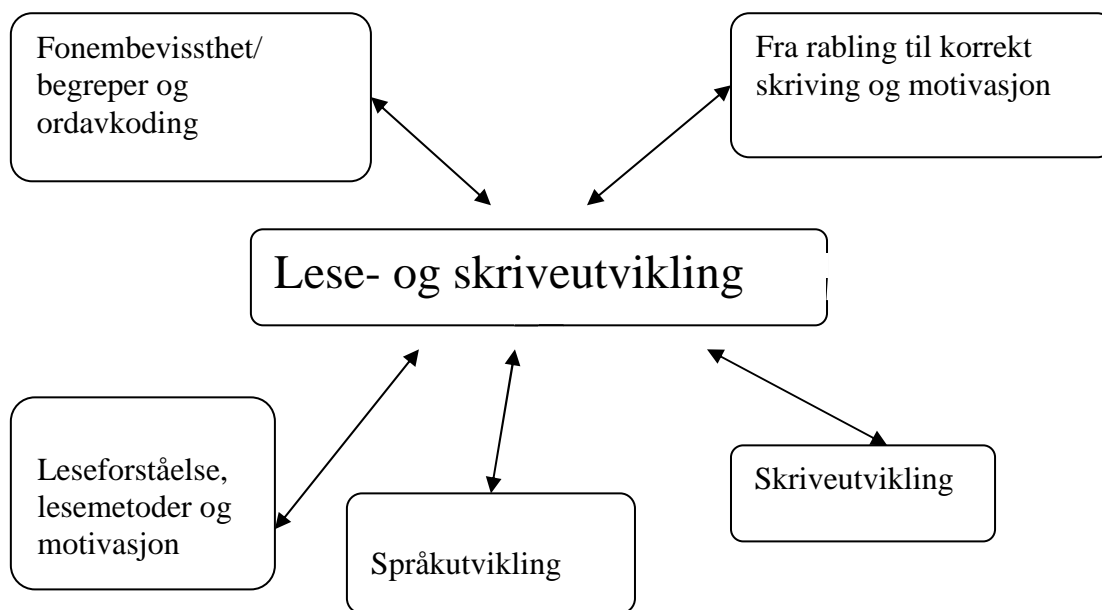 Fonembevissthet/
begreper og
ordavkoding
Fra rabling til korrekt
skriving og motivasjon
Lese- og skriveutvikling
Leseforståelse,
lesemetoder og
motivasjon
Språkutvikling
Skriveutvikling